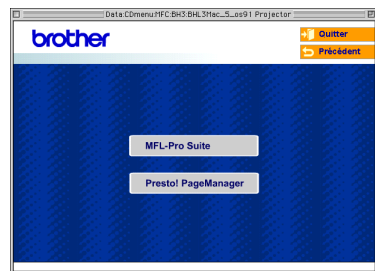 Data:CDmenu:MFC:BH3:BHL3Mac_5_os91 Projector
brother
Quitter
Précédent
MFL-Pro Suite
Presto! PageManager